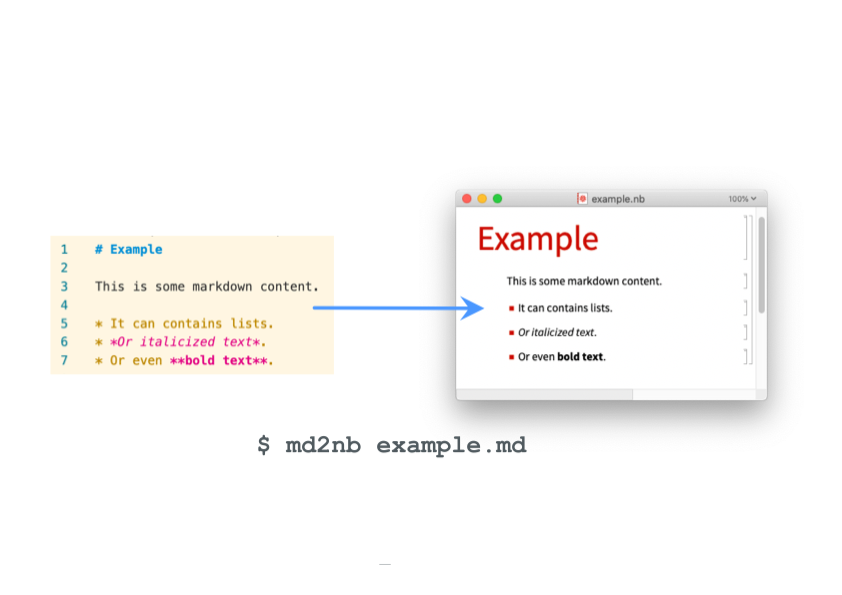 1 # Example
2
3 This is some markdown content.
4
5 * It can contains lists.
6 * *Or italicized text*.
7 * Or even **bold text**.
example.nb
100%
Example
This is some markdown content.
It can contains lists.
Or italicized text.
Or even bold text.
$ md2nb example.md